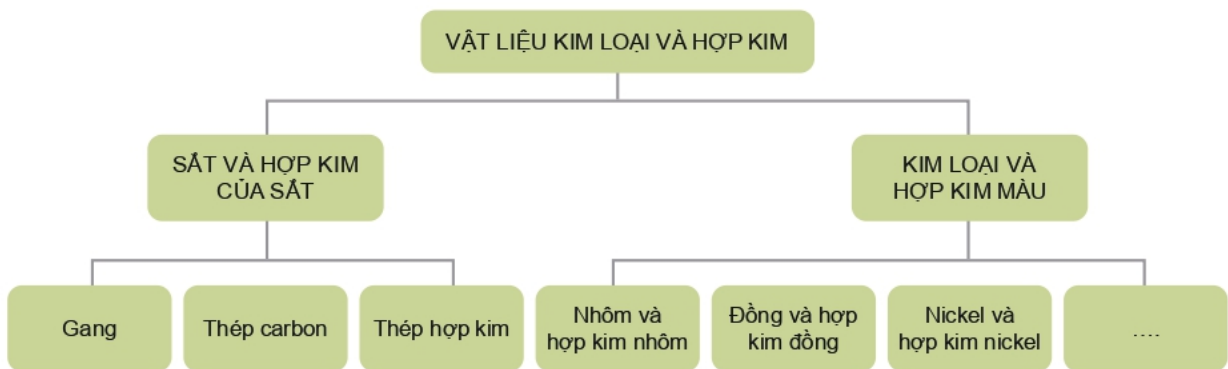 VẬT LIỆU KIM LOẠI VÀ HỢP KIM
SẮT VÀ HỢP KIM
CỦA SẮT
KIM LOẠI VÀ
HỢP KIM MÀU
Gang
Thép carbon
Thép hợp kim
Nhôm và
hợp kim nhôm
Đồng và hợp
kim đồng
Nickel và
hợp kim nickel
....